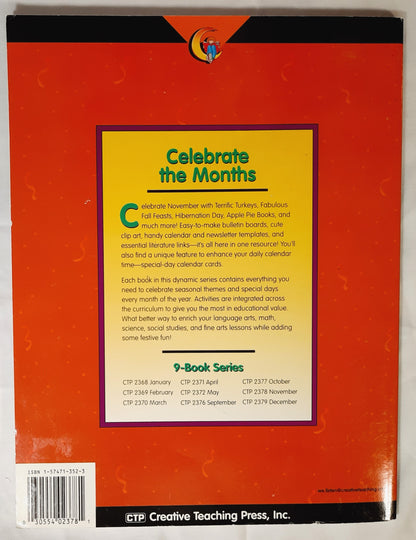 Celebrate
the Months
Celebrate November with Terrific Turkeys, Fabulous
Fall Feasts, Hibernation Day, Apple Pie Books, and
much more! Easy-to-make bulletin boards, cute
clip art, handy calendar and newsletter templates, and
essential literature links—it's all here in one resource! You'll
also find a unique feature to enhance your daily calendar
time—special-day calendar cards.
Each book in this dynamic series contains everything you
need to celebrate seasonal themes and special days
every month of the year. Activities are integrated across
the curriculum to give you the most in educational value.
What better way to enrich your language arts, math,
science, social studies, and fine arts lessons while adding
some festive fun!
9-Book Series
CTP 2368 January CTP 2371 April CTP 2377 October
CTP 2369 February CTP 2372 May CTP 2378 November
CTP 2370 March CTP 2376 September CTP 2379 December
ISBN 1-57471-352-3
0 30554 02378 1
CTP Creative Teaching Press, Inc.